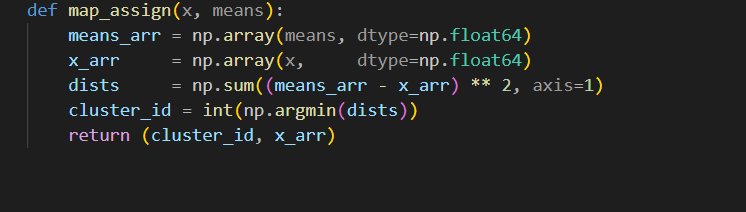 def map_assign(x, means):
    means_arr = np.array(means, dtype=np.float64)
    x_arr     = np.array(x,     dtype=np.float64)
    dists     = np.sum((means_arr - x_arr) ** 2, axis=1)
    cluster_id = int(np.argmin(dists))
    return (cluster_id, x_arr)